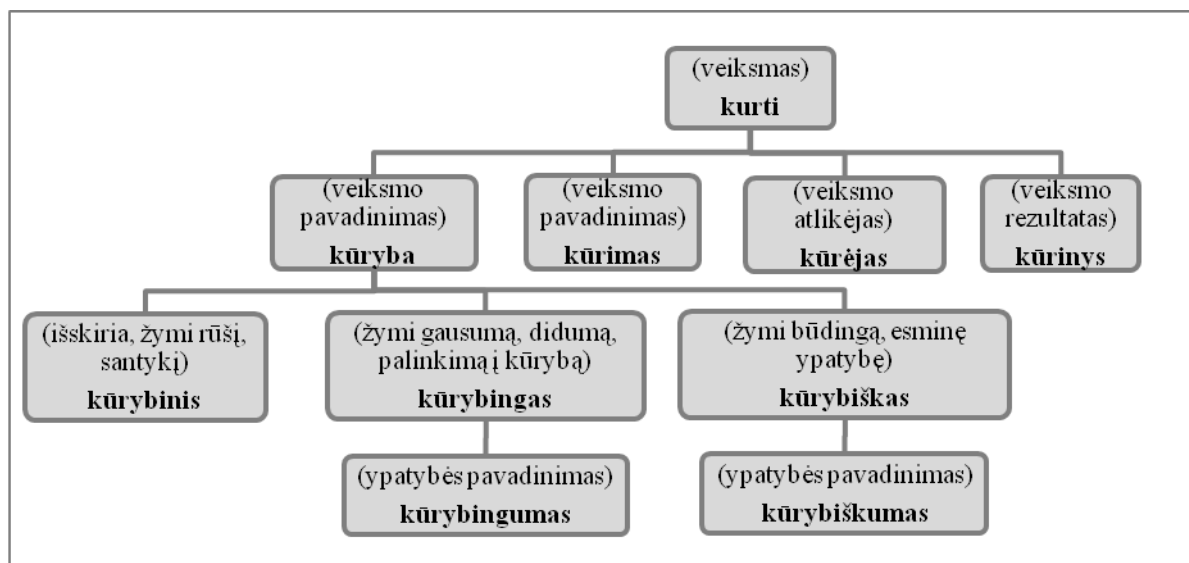 (veiksmas)
kurti
(veiksmo
pavadinimas)
kūryba
(veiksmo
pavadinimas)
kūrimas
(veiksmo
atlikėjas)
kūrėjas
(veiksmo
rezultatas)
kūrinys
(išskiria, žymi rūšį,
santykį)
kūrybinis
(žymi gausumą, didumą,
palinkimą į kūrybą)
kūrybingas
(žymi būdingą, esminę
ypatybę)
kūrybiškas
(ypatybės pavadinimas)
kūrybingumas
(ypatybės pavadinimas)
kūrybiškumas